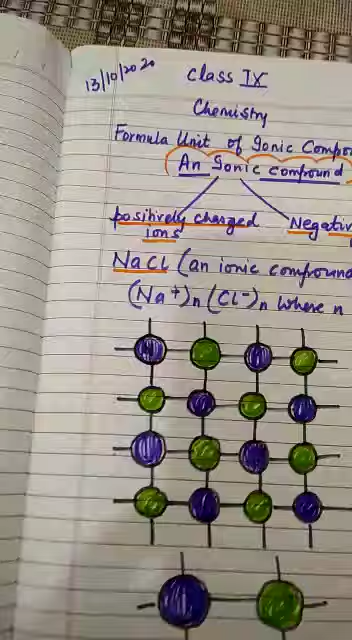 13/10/2020
Class IX
Chemistry
Formula Unit of Ionic Compou
An Ionic compound
positively charged
ions
Negativ
NaCl (an ionic compound
(Na+)n (Cl-)n where n